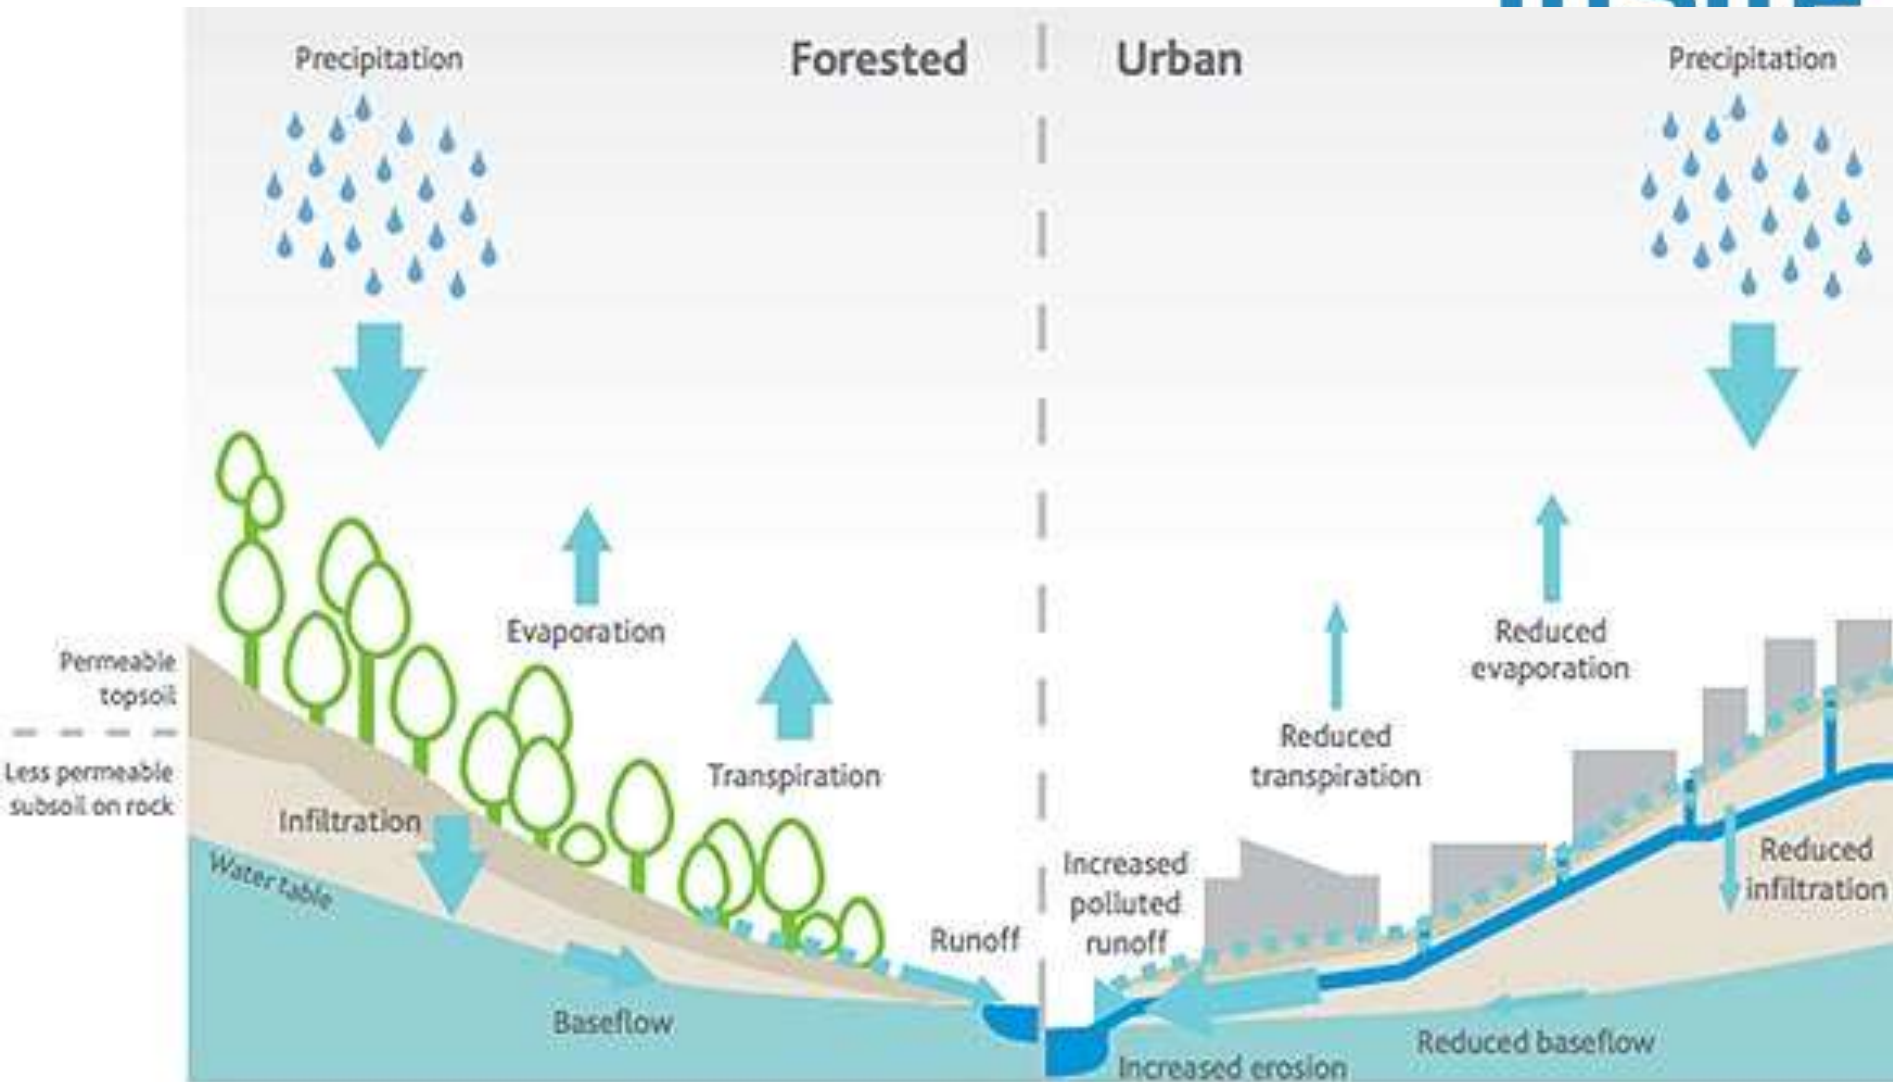 Precipitation
Forested
Urban
Precipitation
Evaporation
Reduced
evaporation
Permeable
topsoil
Transpiration
Reduced
transpiration
Less permeable
subsoil on rock
Infiltration
Water table
Increased
polluted
runoff
Reduced
infiltration
Runoff
Baseflow
Reduced baseflow
Increased erosion